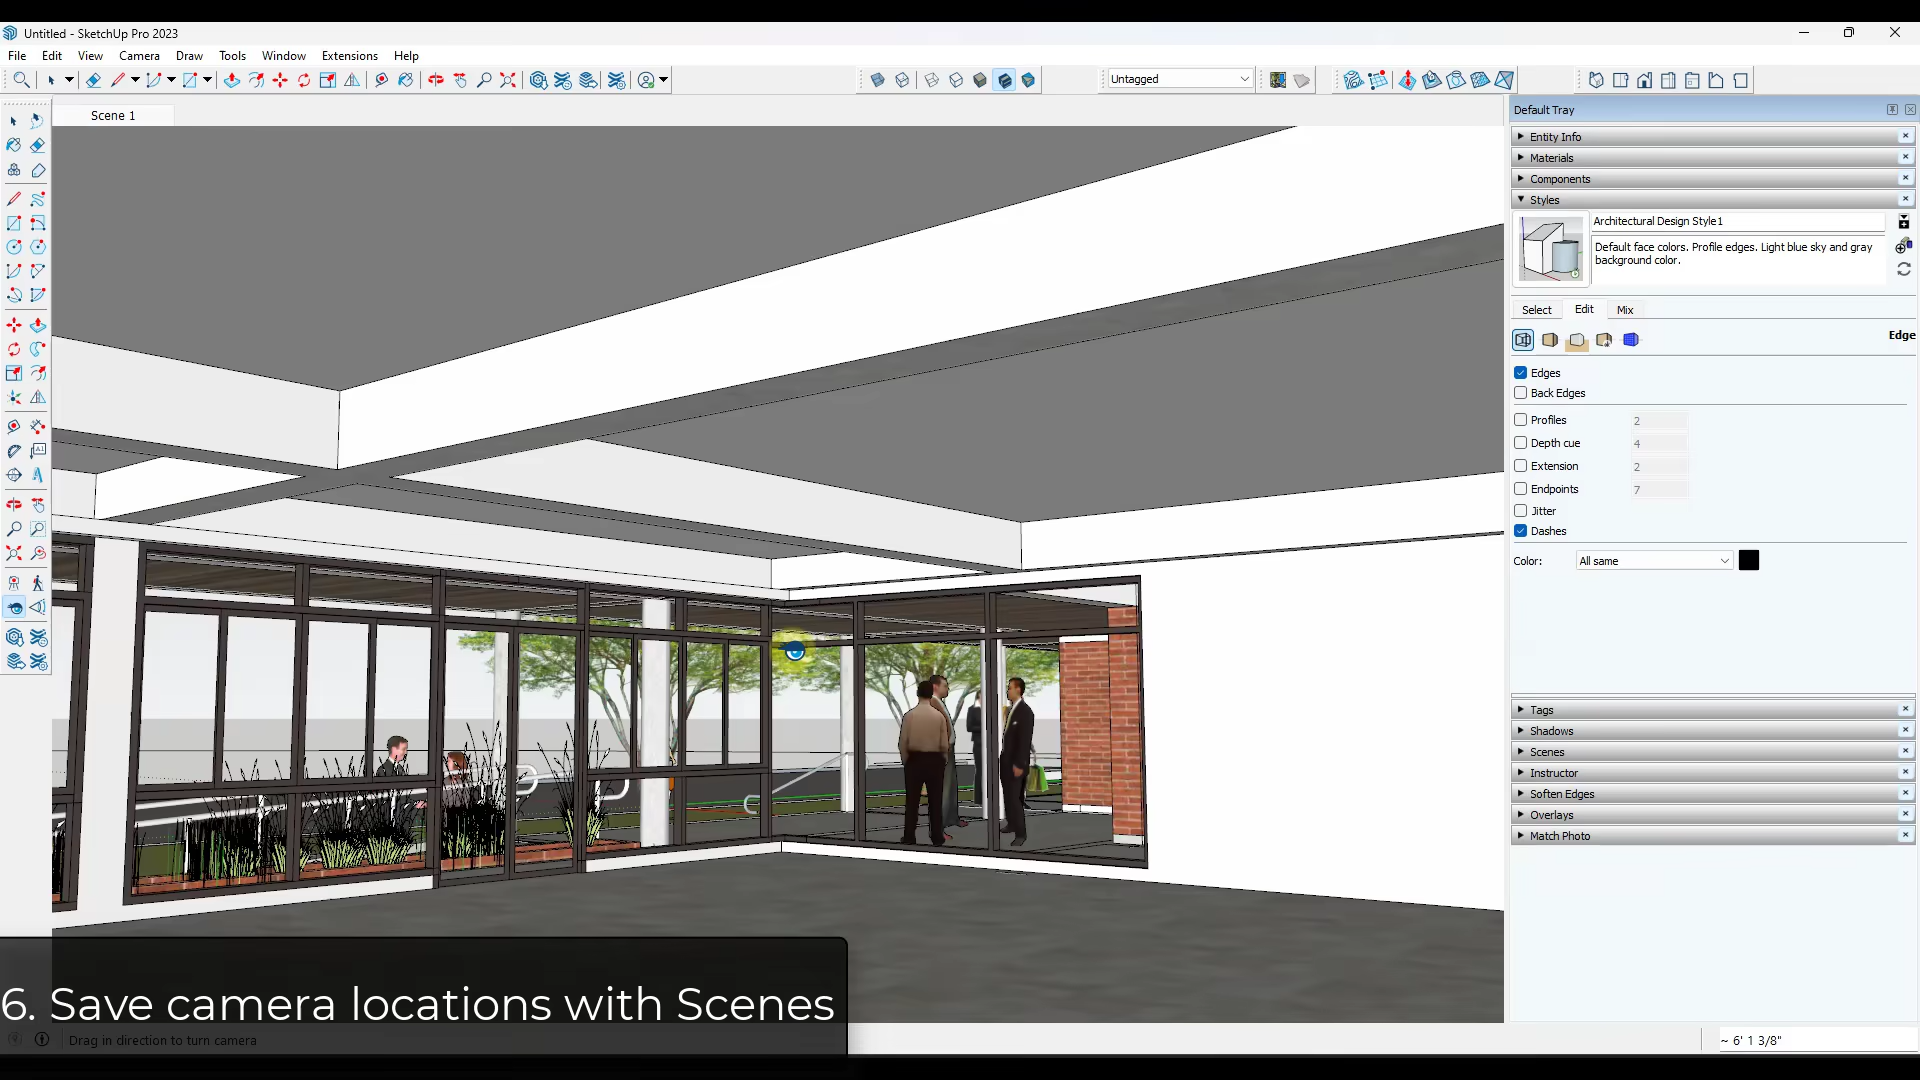 Untitled - SketchUp Pro 2023
File Edit View Camera Draw Tools Window Extensions Help
Untagged
Scene 1
Default Tray
Entity Info
Materials
Components
Styles
Architectural Design Style1
Default face colors. Profile edges. Light blue sky and gray
background color.
Select Edit Mix
Edge
Edges
Back Edges
Profiles 2
Depth cue 4
Extension 2
Endpoints 7
Jitter
Dashes
Color: All same
Tags
Shadows
Scenes
Instructor
Soften Edges
Overlays
Match Photo
6. Save camera locations with Scenes
Drag in direction to turn camera
~ 6' 1 3/8"